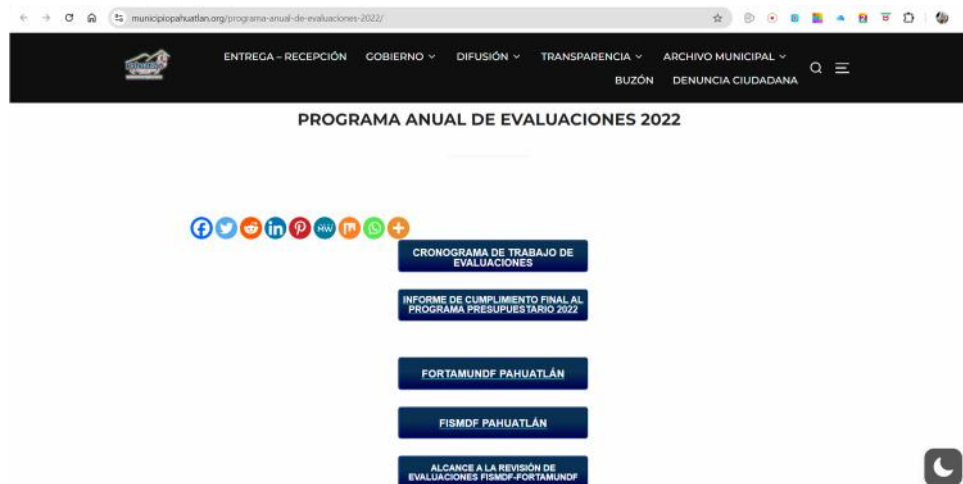 municipiopahuatlan.org/programa-anual-de-evaluaciones-2022/
ENTREGA – RECEPCIÓN GOBIERNO DIFUSIÓN TRANSPARENCIA ARCHIVO MUNICIPAL
BUZÓN DENUNCIA CIUDADANA
PROGRAMA ANUAL DE EVALUACIONES 2022
CRONOGRAMA DE TRABAJO DE
EVALUACIONES
INFORME DE CUMPLIMIENTO FINAL AL
PROGRAMA PRESUPUESTARIO 2022
FORTAMUNDF PAHUATLÁN
FISMDF PAHUATLÁN
ALCANCE A LA REVISIÓN DE
EVALUACIONES FISMDF-FORTAMUNDF